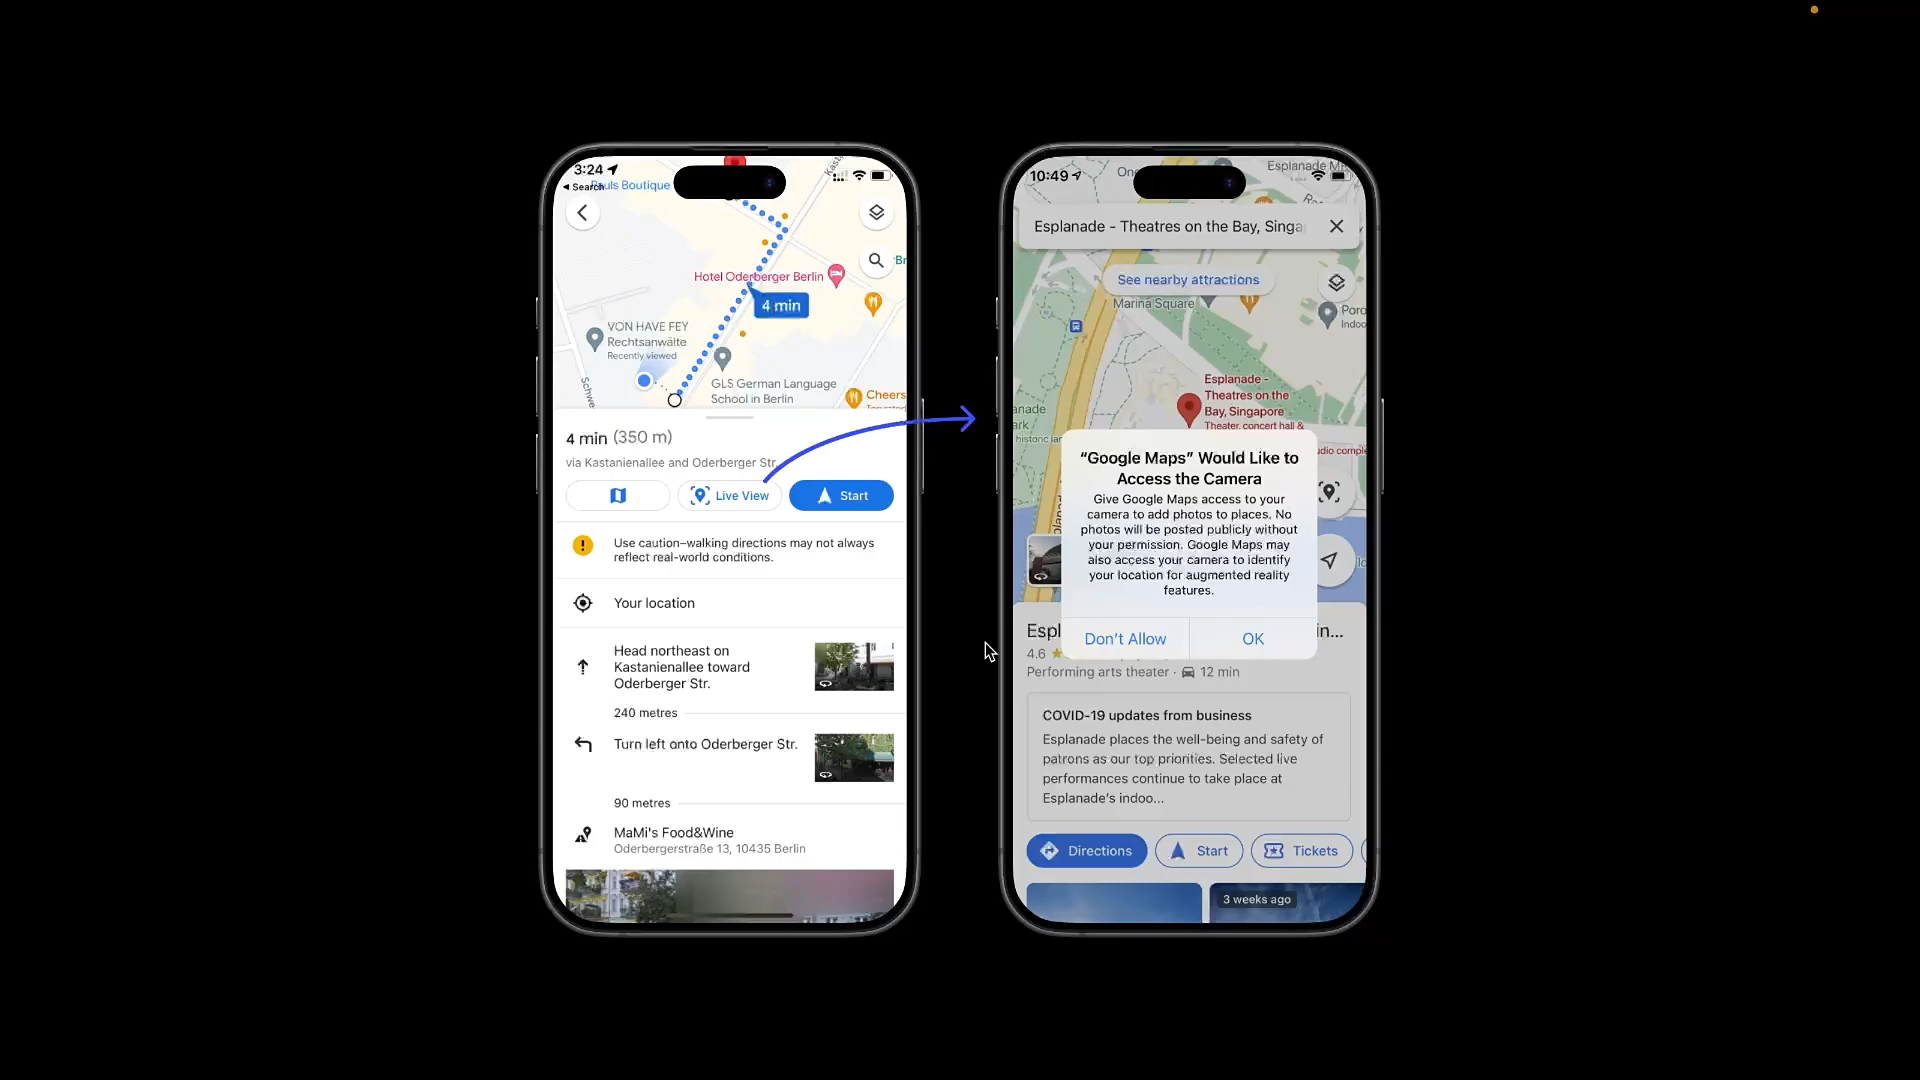 3:24
Search
Pauls Boutique
Hotel Oderberger Berlin
4 min
VON HAVE FEY
Rechtsanwälte
Recently viewed
GLS German Language
School in Berlin
Cheers
4 min (350 m)
via Kastanienallee and Oderberger Str.
Live View
Start
Use caution–walking directions may not always
reflect real-world conditions.
Your location
Head northeast on
Kastanienallee toward
Oderberger Str.
240 metres
Turn left onto Oderberger Str.
90 metres
MaMi's Food&Wine
Oderbergerstraße 13, 10435 Berlin
10:49
Esplanade - Theatres on the Bay, Singa
See nearby attractions
Marina Square
Esplanade -
Theatres on the
Bay, Singapore
Theater, concert hall &
“Google Maps” Would Like to
Access the Camera
Give Google Maps access to your
camera to add photos to places. No
photos will be posted publicly without
your permission. Google Maps may
also access your camera to identify
your location for augmented reality
features.
Don’t Allow
OK
Espl
in...
4.6
Performing arts theater · 12 min
COVID-19 updates from business
Esplanade places the well-being and safety of
patrons as our top priorities. Selected live
performances continue to take place at
Esplanade’s indoo...
Directions
Start
Tickets
3 weeks ago